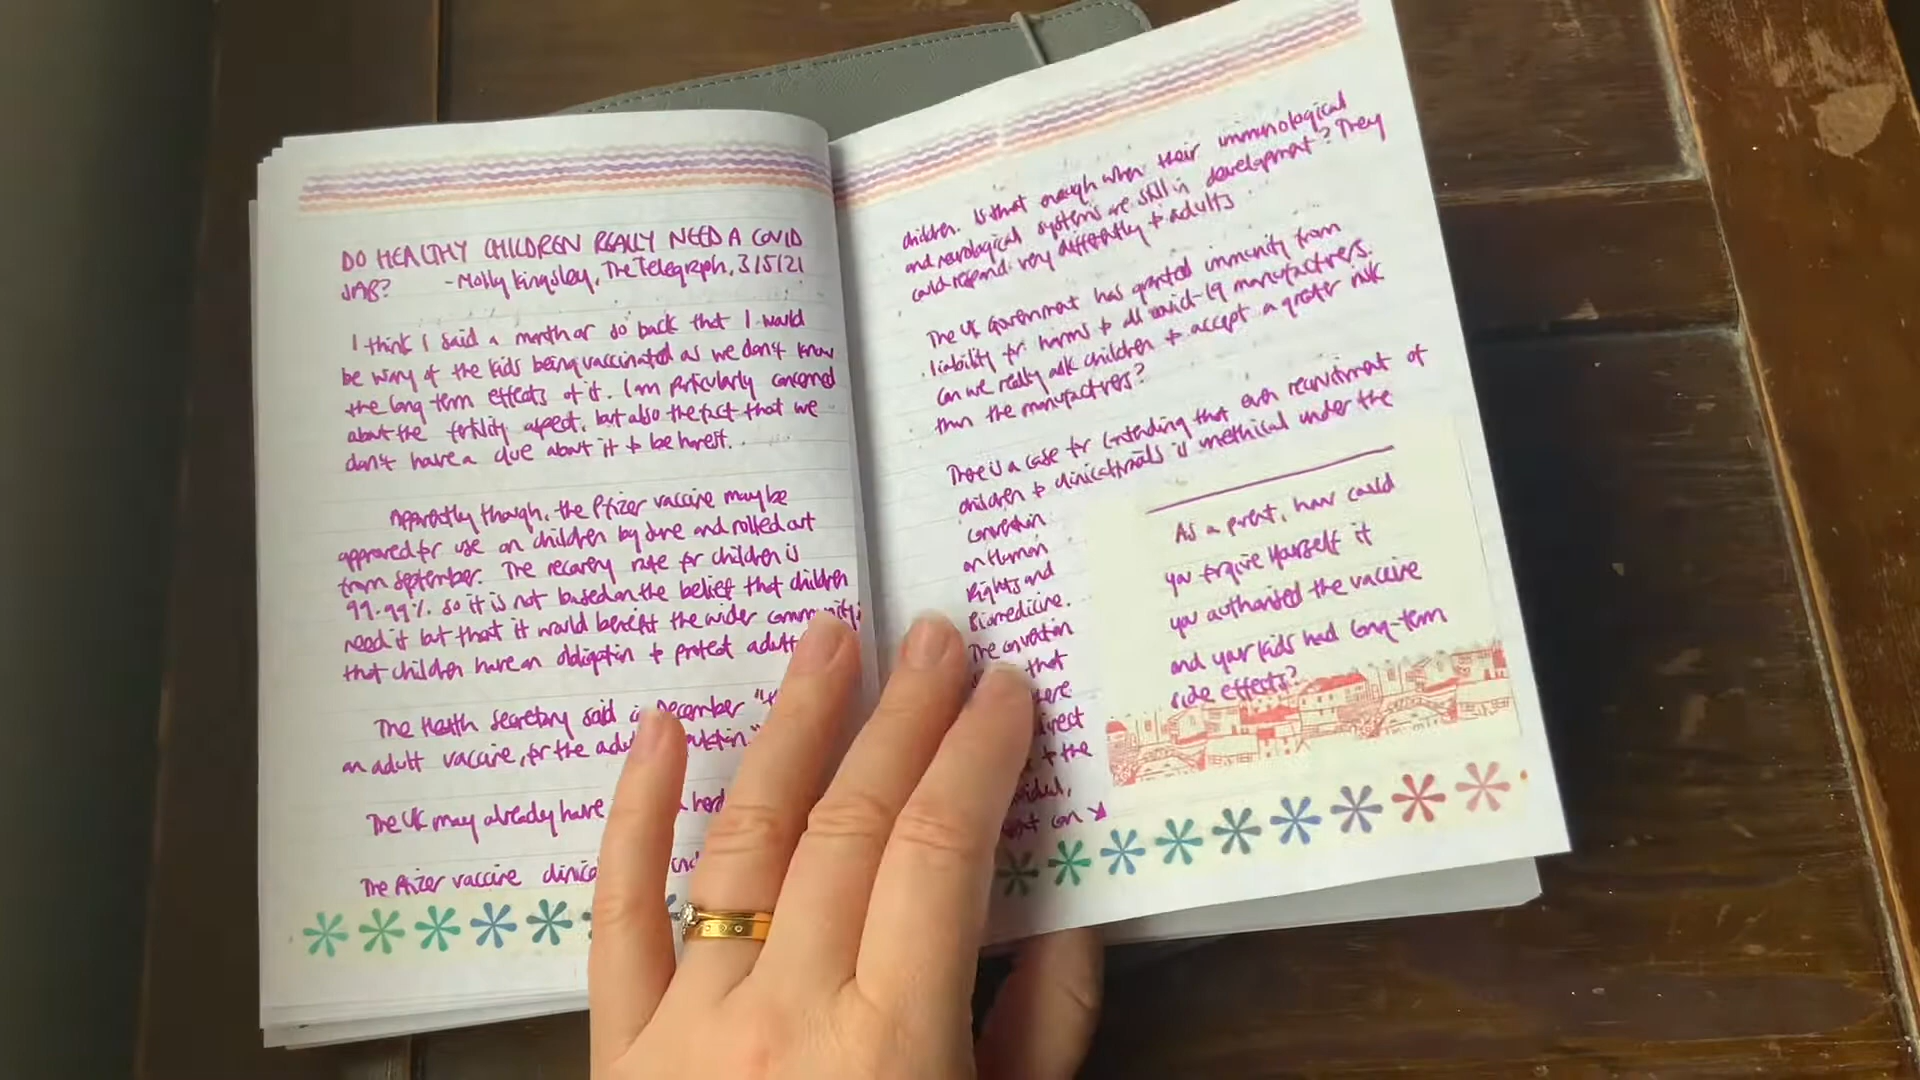 DO HEALTHY CHILDREN REALLY NEED A COVID
JAB? - Molly Kingsley, The Telegraph, 3/5/21
I think I said a month or so back that I would
be wary of the kids being vaccinated as we don't know
the long term effects of it. I am particularly concerned
about the fertility aspect, but also the fact that we
don't have a clue about it to be honest.
Apparently though, the Pfizer vaccine may be
approved for use on children by June and rolled out
from September. The recovery rate for children is
99.99% so it is not based on the belief that children
need it but that it would benefit the wider community;
that children have an obligation to protect adult
The Health Secretary said in December
an adult vaccine, for the adult population."
The UK may already have
The Pfizer vaccine clinical
children. Is that enough when their immunological
and neurological systems are still in development? They
could respond very differently to adults
The UK Government has granted immunity from
liability for harms to all covid-19 manufacturers.
Can we really ask children to accept a greater risk
than the manufacturers?
There is a case for contending that even recruitment of
children to clinical trials is unethical under the
Convention
on Human
Rights and
Biomedicine.
The convention
that
to the
on ↘
As a parent, how could
you forgive yourself if
you authorised the vaccine
and your kids had long-term
side effects?